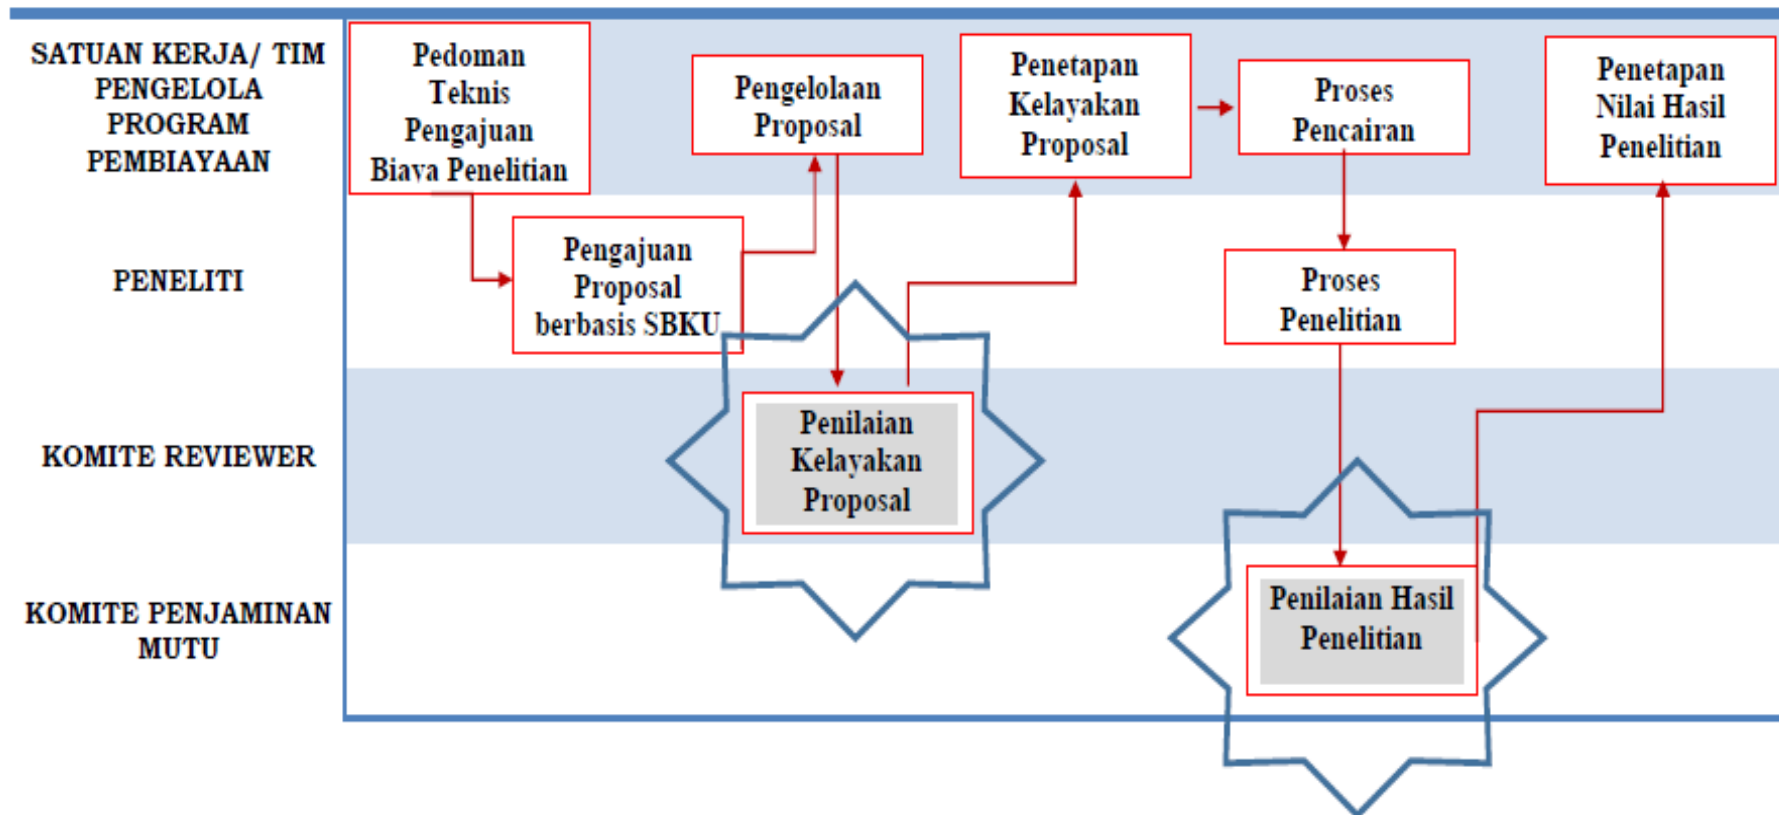 SATUAN KERJA/ TIM
PENGELOLA
PROGRAM
PEMBIAYAAN
Pedoman
Teknis
Pengajuan
Biaya Penelitian
Pengelolaan
Proposal
Penetapan
Kelayakan
Proposal
Proses
Pencairan
Penetapan
Nilai Hasil
Penelitian
PENELITI
Pengajuan
Proposal
berbasis SBKU
Proses
Penelitian
KOMITE REVIEWER
Penilaian
Kelayakan
Proposal
KOMITE PENJAMINAN
MUTU
Penilaian Hasil
Penelitian